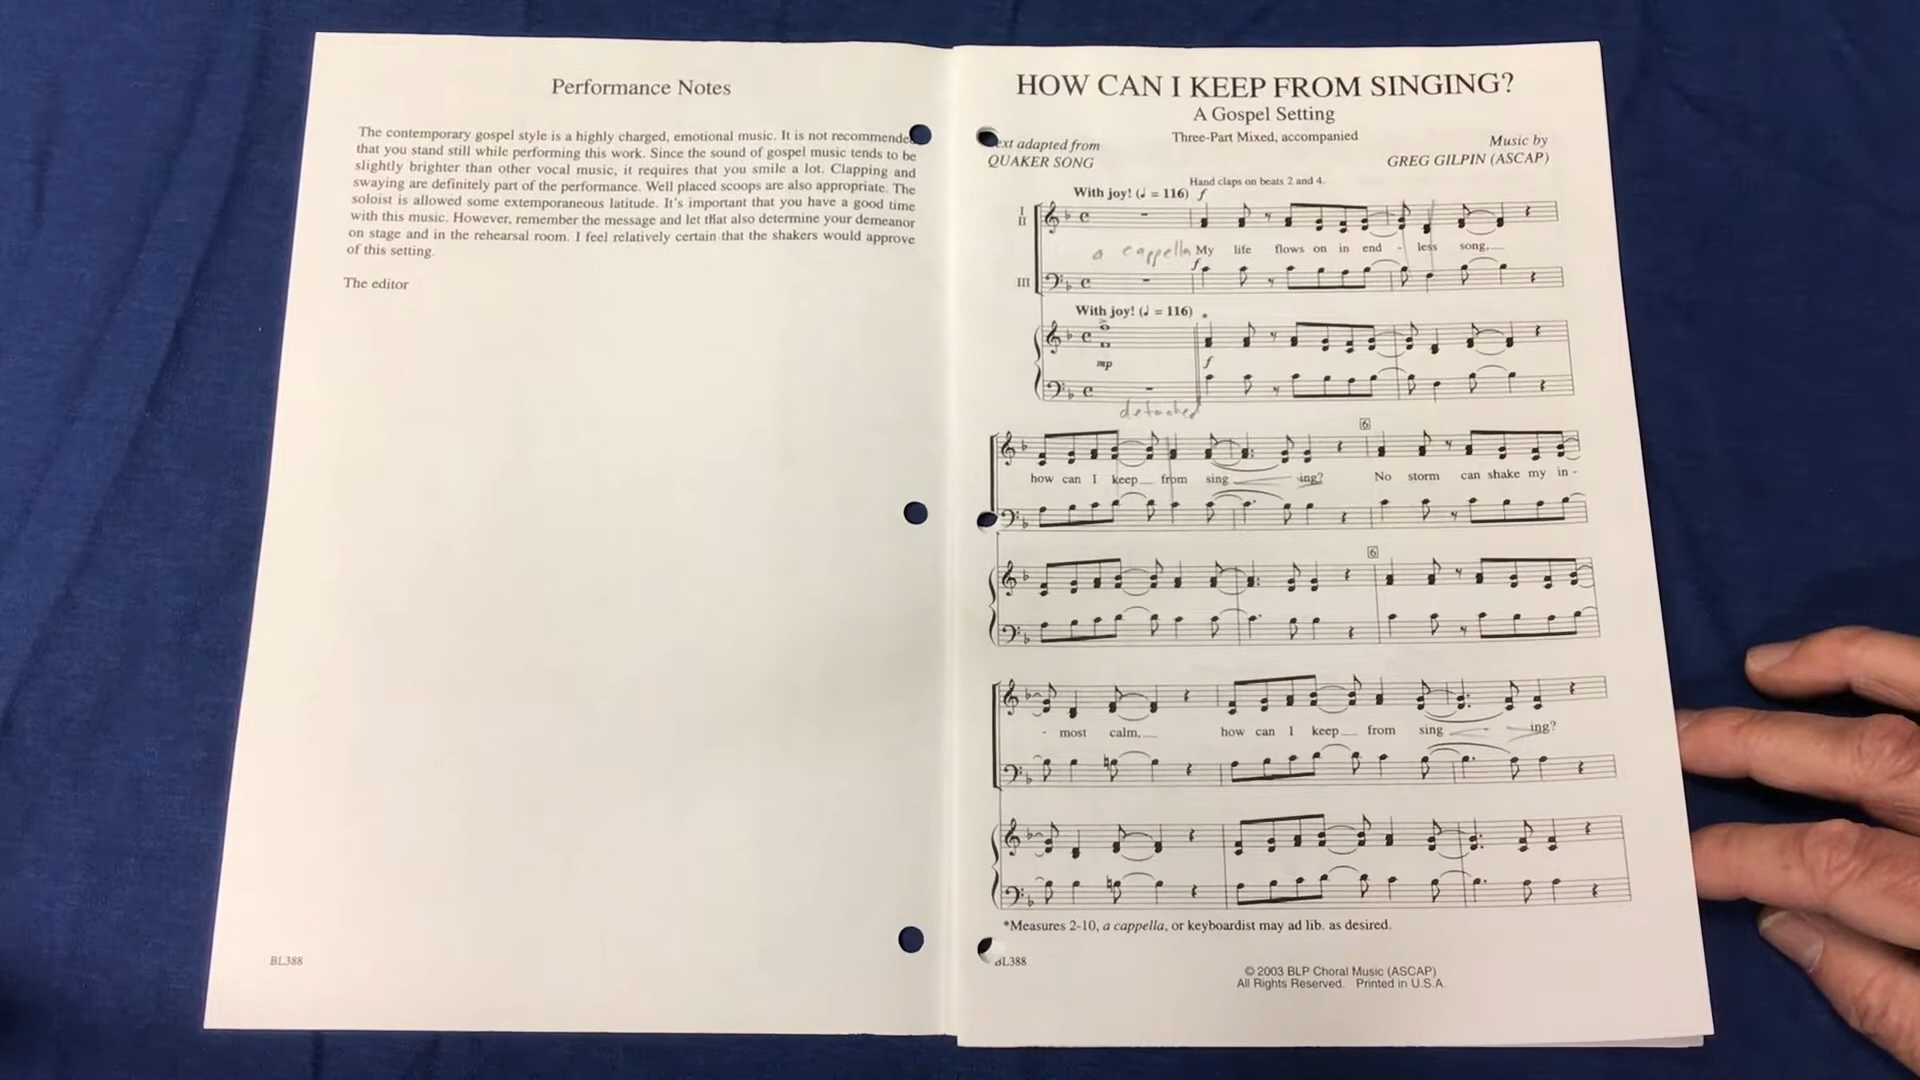 Performance Notes
The contemporary gospel style is a highly charged, emotional music. It is not recommended
that you stand still while performing this work. Since the sound of gospel music tends to be
slightly brighter than other vocal music, it requires that you smile a lot. Clapping and
swaying are definitely part of the performance. Well placed scoops are also appropriate. The
soloist is allowed some extemporaneous latitude. It's important that you have a good time
with this music. However, remember the message and let that also determine your demeanor
on stage and in the rehearsal room. I feel relatively certain that the shakers would approve
of this setting.
The editor
BL388
HOW CAN I KEEP FROM SINGING?
A Gospel Setting
Three-Part Mixed, accompanied
Text adapted from
QUAKER SONG
Music by
GREG GILPIN (ASCAP)
Hand claps on beats 2 and 4.
With joy! (♩ = 116) f
I
II
a cappella My life flows on in end - less song,
f
III
With joy! (♩ = 116) *
mp f
detached
6
how can I keep from sing ing? No storm can shake my in -
6
- most calm, how can I keep from sing - ing?
*Measures 2-10, a cappella, or keyboardist may ad lib. as desired.
BL388
© 2003 BLP Choral Music (ASCAP)
All Rights Reserved. Printed in U.S.A.